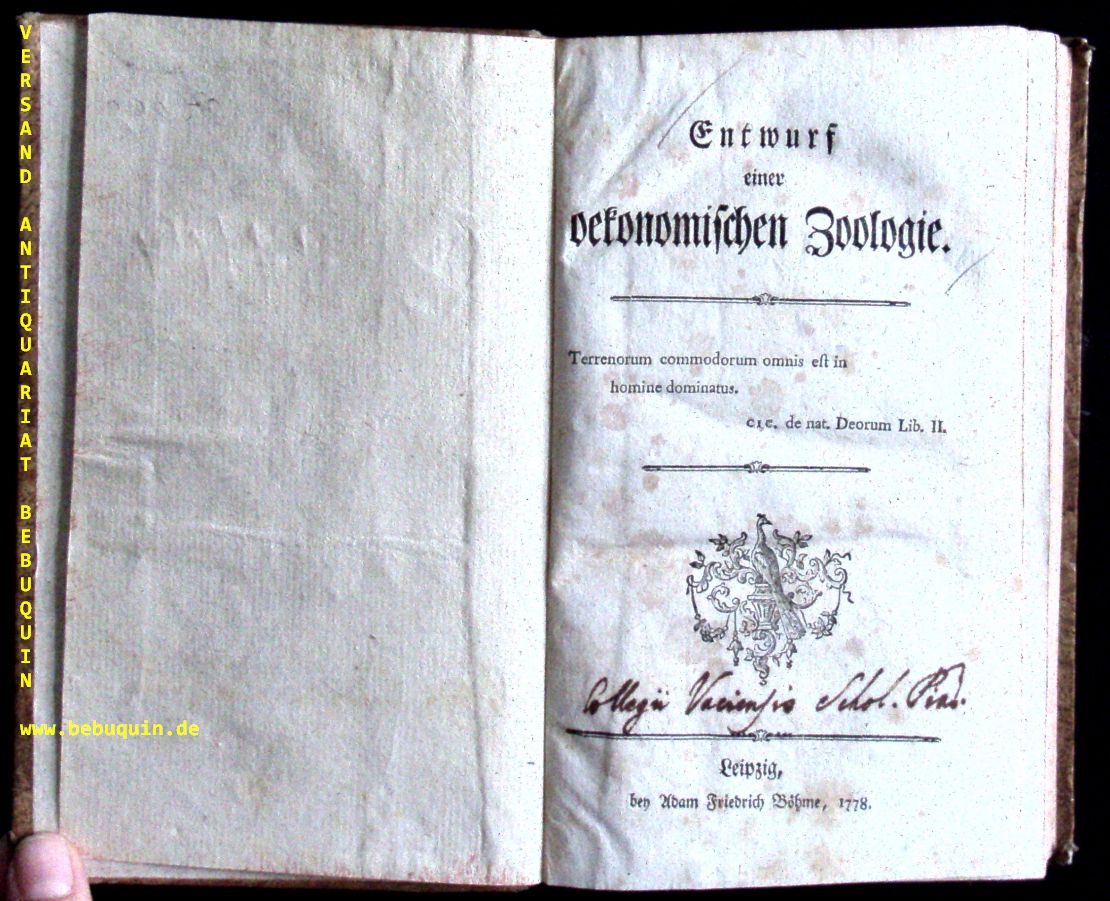 VERSAND ANTIQUARIAT BEBUQUIN
www.bebuquin.de
Entwurf
einer
oekonomiſchen Zoologie.
Terrenorum commodorum omnis eſt in
homine dominatus.
CIC. de nat. Deorum Lib. II.
Collegii Vaciensis Schol. Piar.
Leipzig,
bey Adam Friedrich Böhme, 1778.